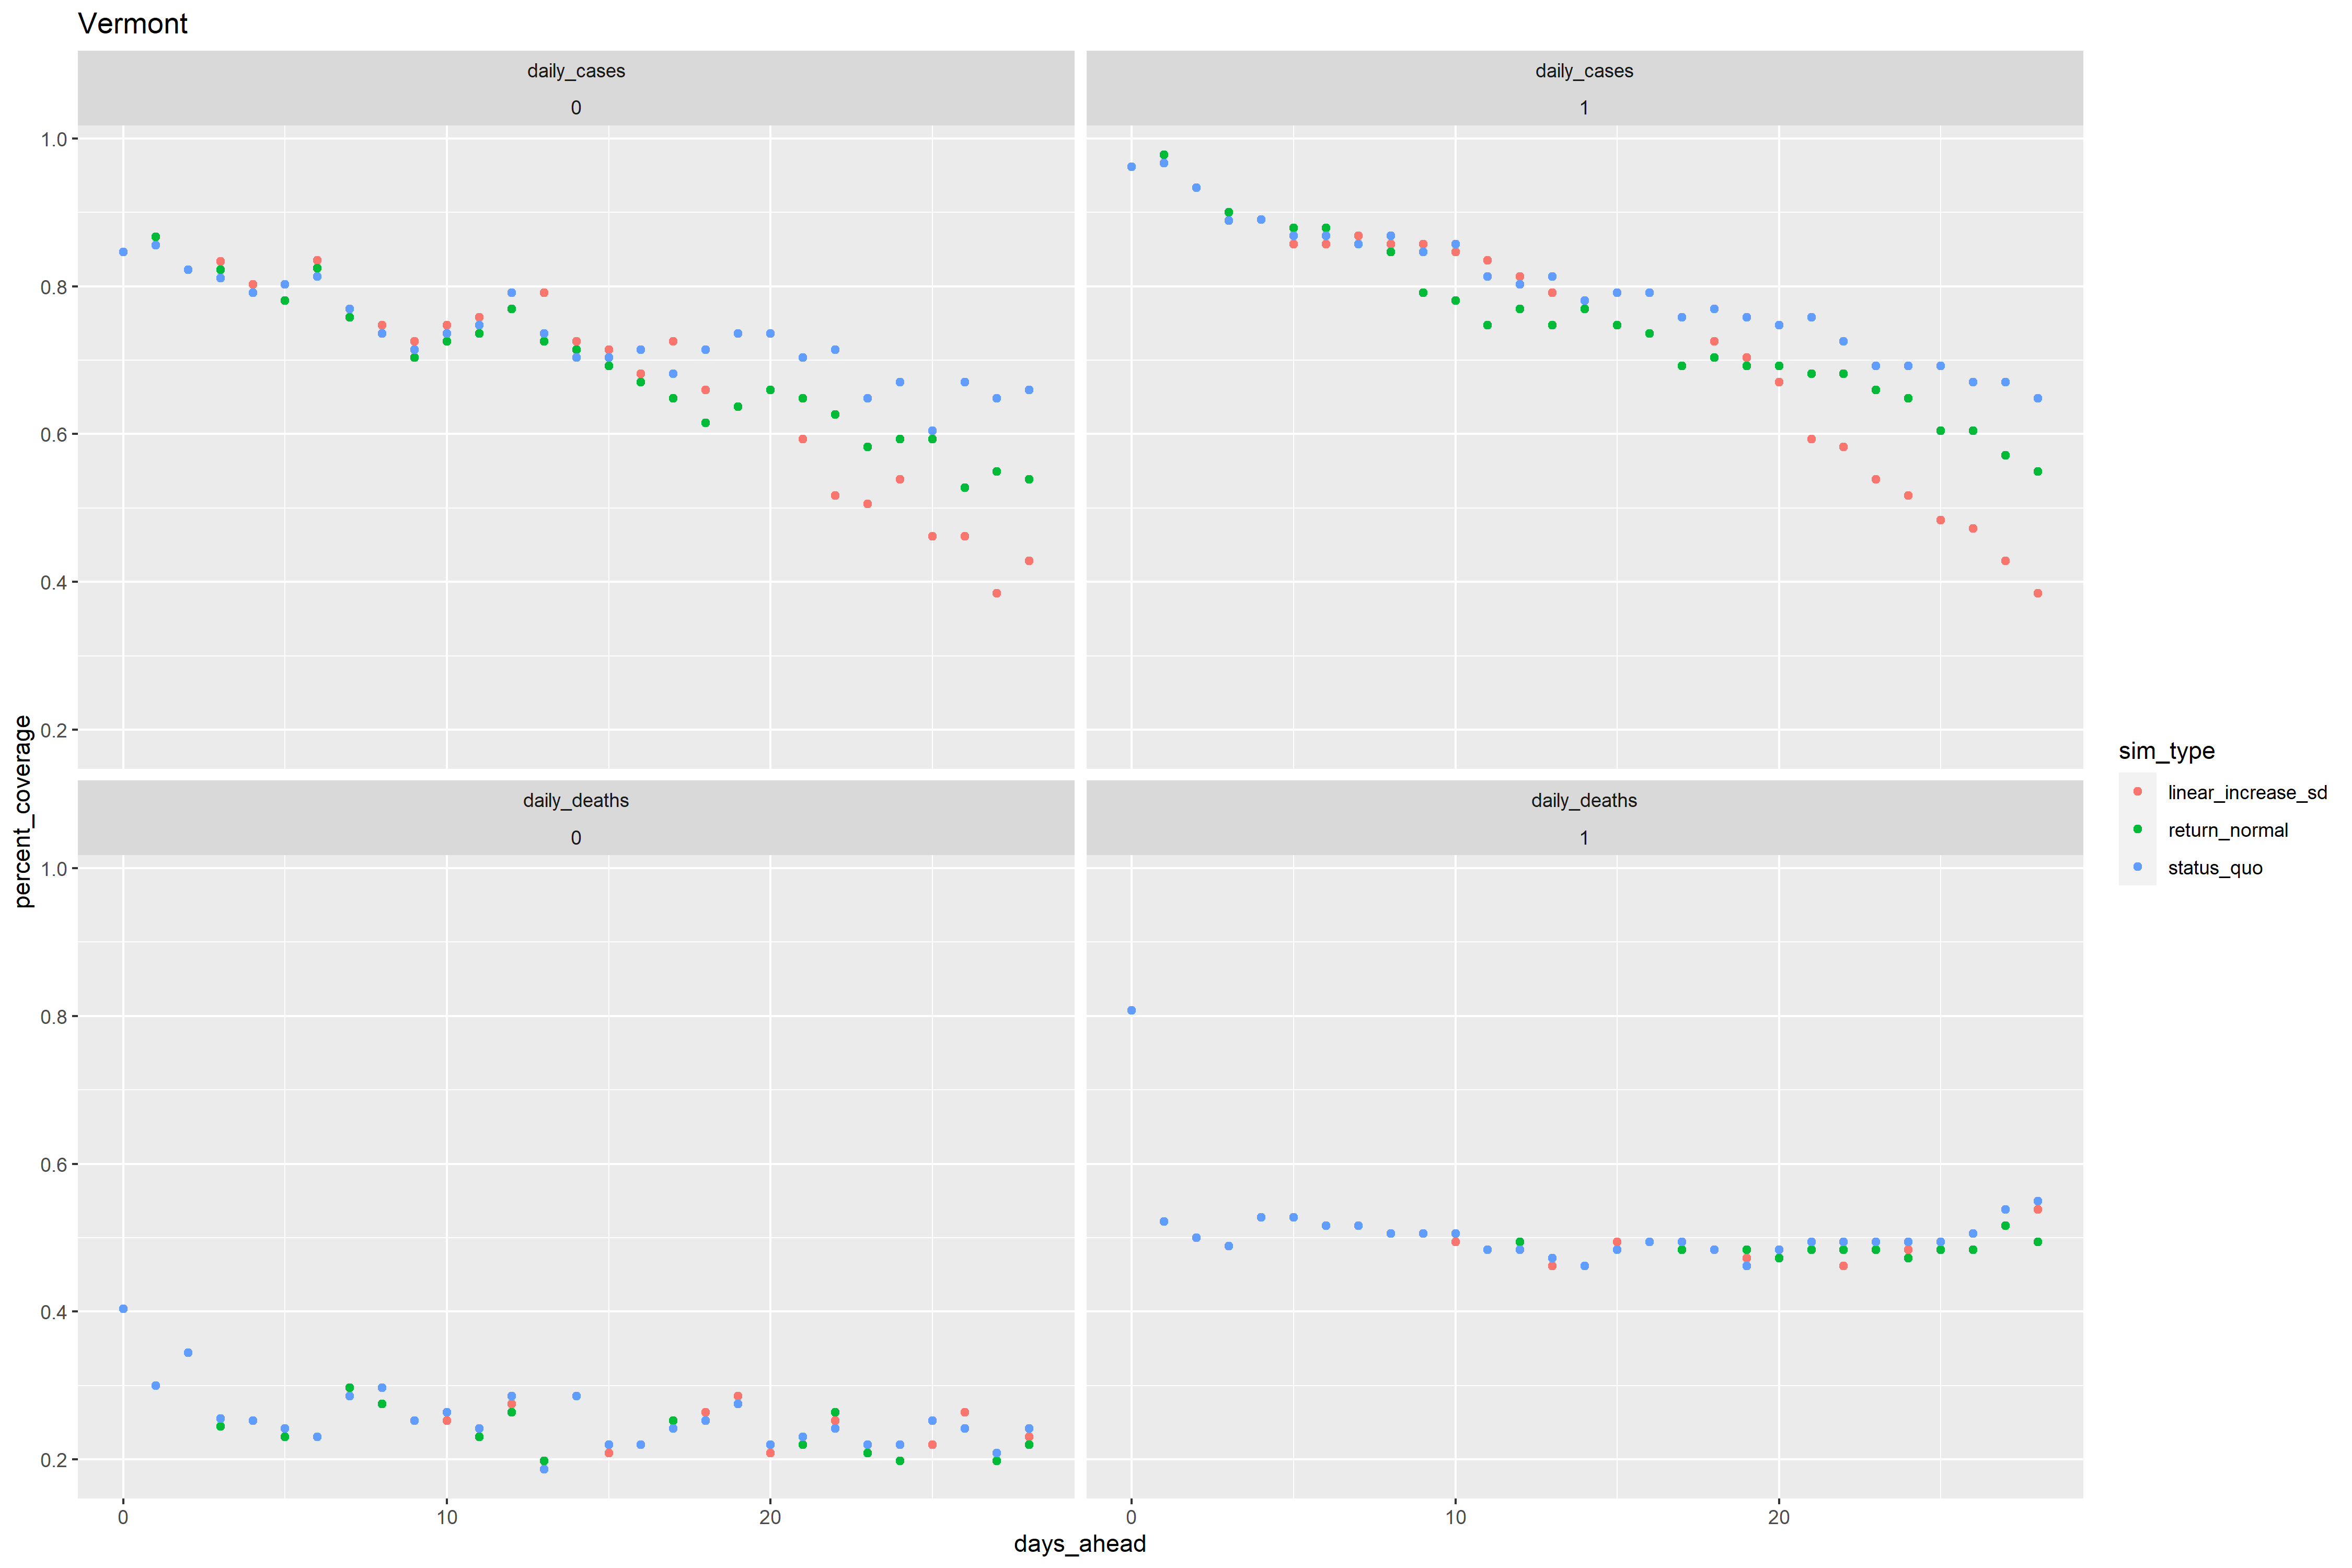 Vermont
daily_cases
0
daily_cases
1
1.0
0.8
0.6
0.4
0.2
daily_deaths
0
daily_deaths
1
1.0
0.8
0.6
0.4
0.2
0
10
20
0
10
20
days_ahead
percent_coverage
sim_type
linear_increase_sd
return_normal
status_quo